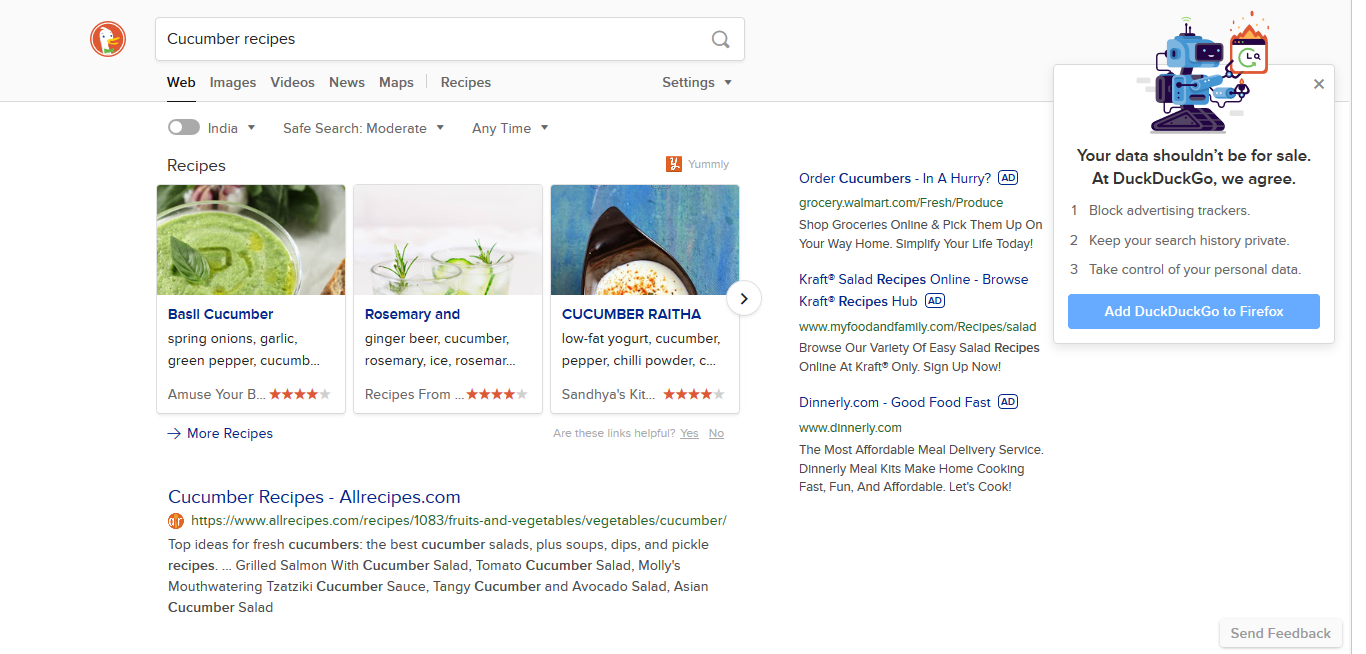 Cucumber recipes
Web Images Videos News Maps Recipes Settings
India Safe Search: Moderate Any Time
Recipes
Yummly
Basil Cucumber
spring onions, garlic,
green pepper, cucumb...
Amuse Your B...
Rosemary and
ginger beer, cucumber,
rosemary, ice, rosemar...
Recipes From ...
CUCUMBER RAITHA
low-fat yogurt, cucumber,
pepper, chilli powder, c...
Sandhya's Kit...
More Recipes
Are these links helpful? Yes No
Cucumber Recipes - Allrecipes.com
https://www.allrecipes.com/recipes/1083/fruits-and-vegetables/vegetables/cucumber/
Top ideas for fresh cucumbers: the best cucumber salads, plus soups, dips, and pickle
recipes. ... Grilled Salmon With Cucumber Salad, Tomato Cucumber Salad, Molly's
Mouthwatering Tzatziki Cucumber Sauce, Tangy Cucumber and Avocado Salad, Asian
Cucumber Salad
Order Cucumbers - In A Hurry? AD
grocery.walmart.com/Fresh/Produce
Shop Groceries Online & Pick Them Up On
Your Way Home. Simplify Your Life Today!
Kraft® Salad Recipes Online - Browse
Kraft® Recipes Hub AD
www.myfoodandfamily.com/Recipes/salad
Browse Our Variety Of Easy Salad Recipes
Online At Kraft® Only. Sign Up Now!
Dinnerly.com - Good Food Fast AD
www.dinnerly.com
The Most Affordable Meal Delivery Service.
Dinnerly Meal Kits Make Home Cooking
Fast, Fun, And Affordable. Let's Cook!
Your data shouldn't be for sale.
At DuckDuckGo, we agree.
1 Block advertising trackers.
2 Keep your search history private.
3 Take control of your personal data.
Add DuckDuckGo to Firefox
Send Feedback